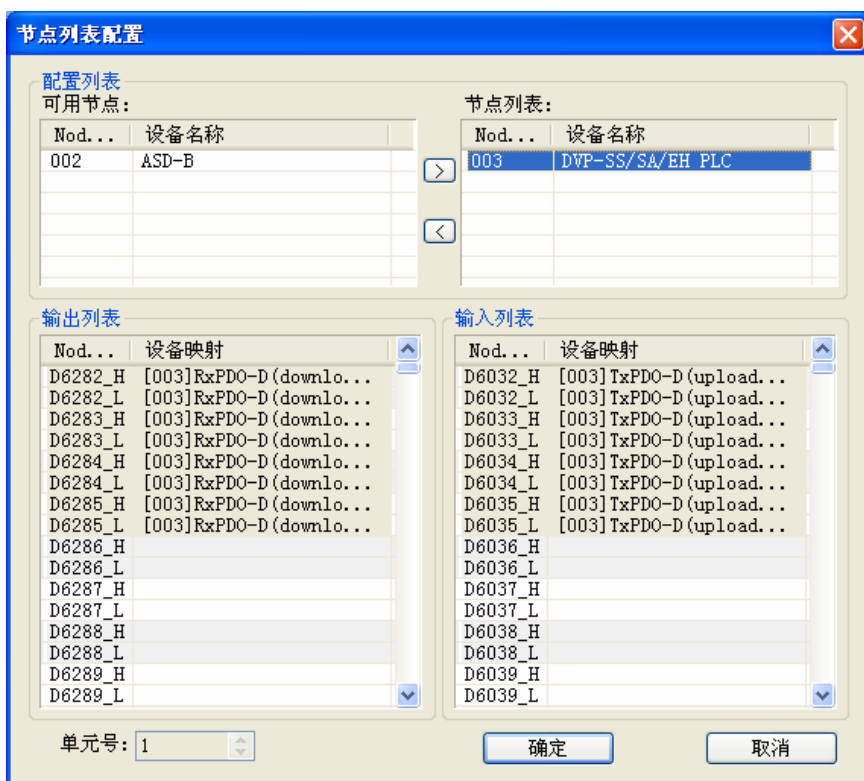 节点列表配置
配置列表
可用节点:
Nod... 设备名称
002 ASD-B
>
<
节点列表:
Nod... 设备名称
003 DVP-SS/SA/EH PLC
输出列表
Nod... 设备映射
D6282_H [003]RxPDO-D(downlo...
D6282_L [003]RxPDO-D(downlo...
D6283_H [003]RxPDO-D(downlo...
D6283_L [003]RxPDO-D(downlo...
D6284_H [003]RxPDO-D(downlo...
D6284_L [003]RxPDO-D(downlo...
D6285_H [003]RxPDO-D(downlo...
D6285_L [003]RxPDO-D(downlo...
D6286_H
D6286_L
D6287_H
D6287_L
D6288_H
D6288_L
D6289_H
D6289_L
输入列表
Nod... 设备映射
D6032_H [003]TxPDO-D(upload...
D6032_L [003]TxPDO-D(upload...
D6033_H [003]TxPDO-D(upload...
D6033_L [003]TxPDO-D(upload...
D6034_H [003]TxPDO-D(upload...
D6034_L [003]TxPDO-D(upload...
D6035_H [003]TxPDO-D(upload...
D6035_L [003]TxPDO-D(upload...
D6036_H
D6036_L
D6037_H
D6037_L
D6038_H
D6038_L
D6039_H
D6039_L
单元号: 1
确定
取消